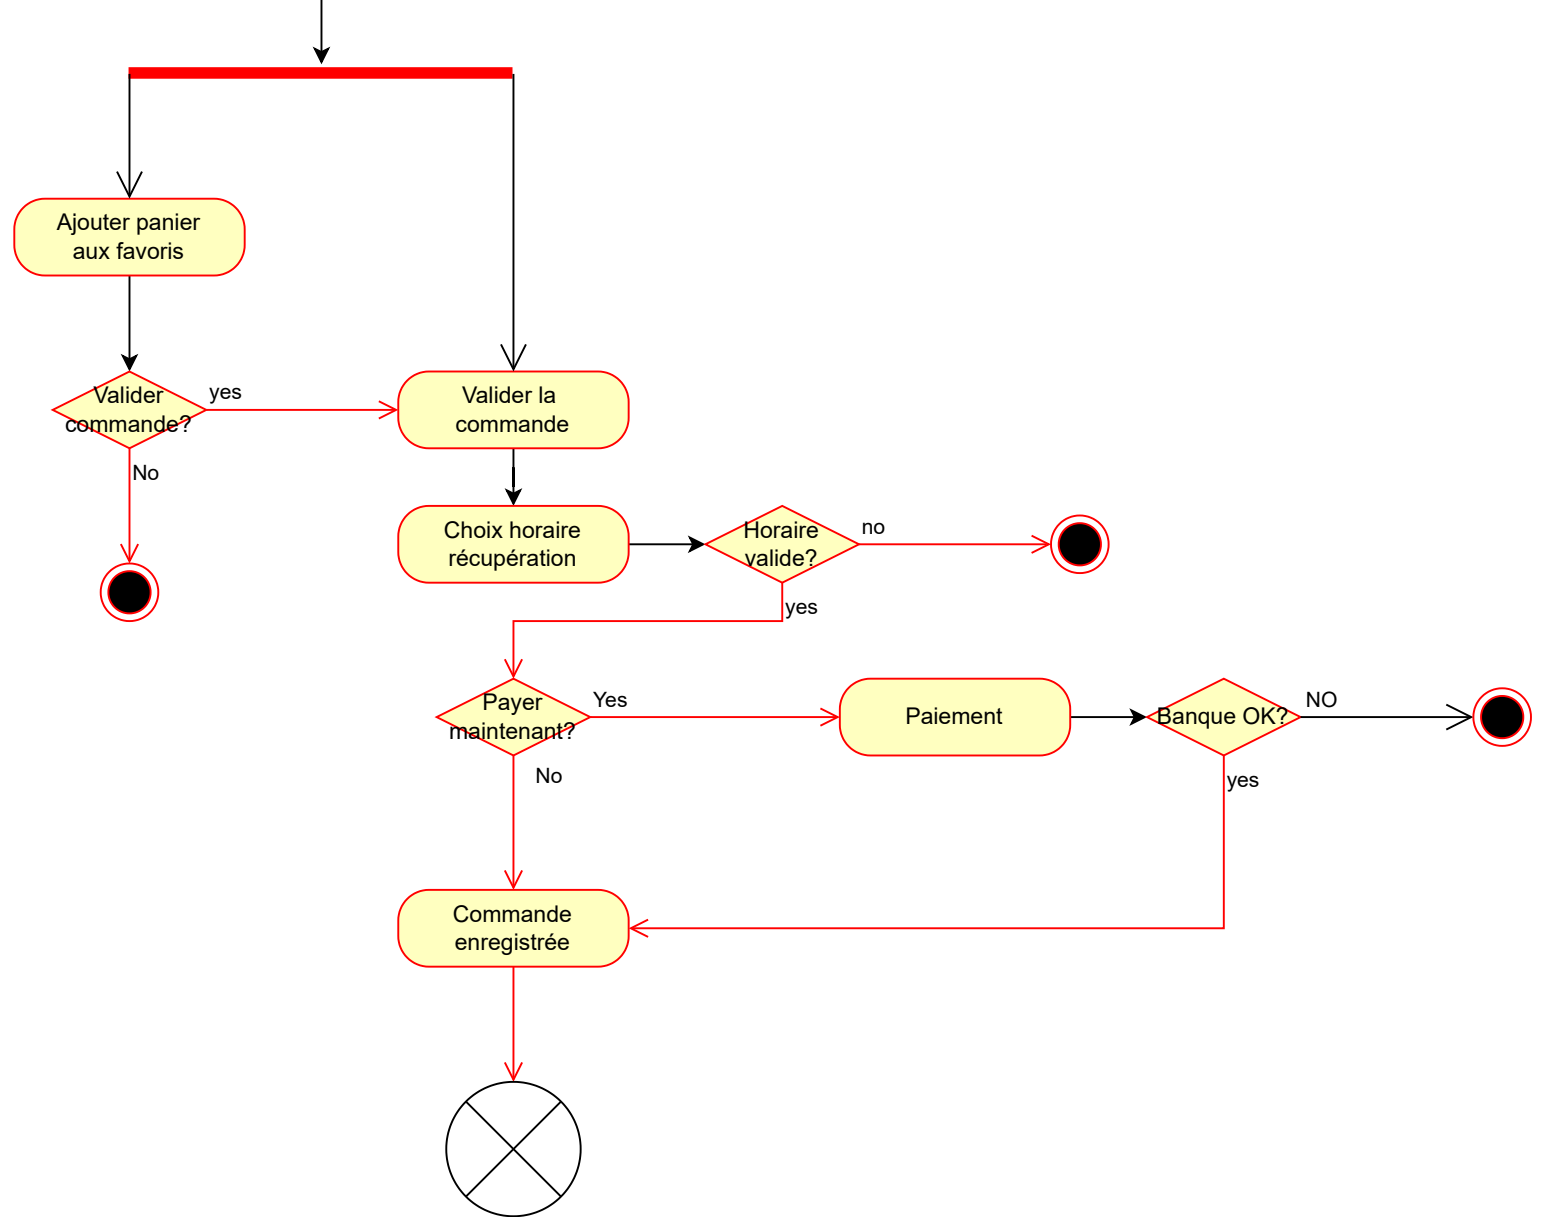 Ajouter panier
aux favoris
Valider
commande?
yes
No
Valider la
commande
Choix horaire
récupération
Horaire
valide?
no
yes
Payer
maintenant?
Yes
No
Paiement
Banque OK?
NO
yes
Commande
enregistrée